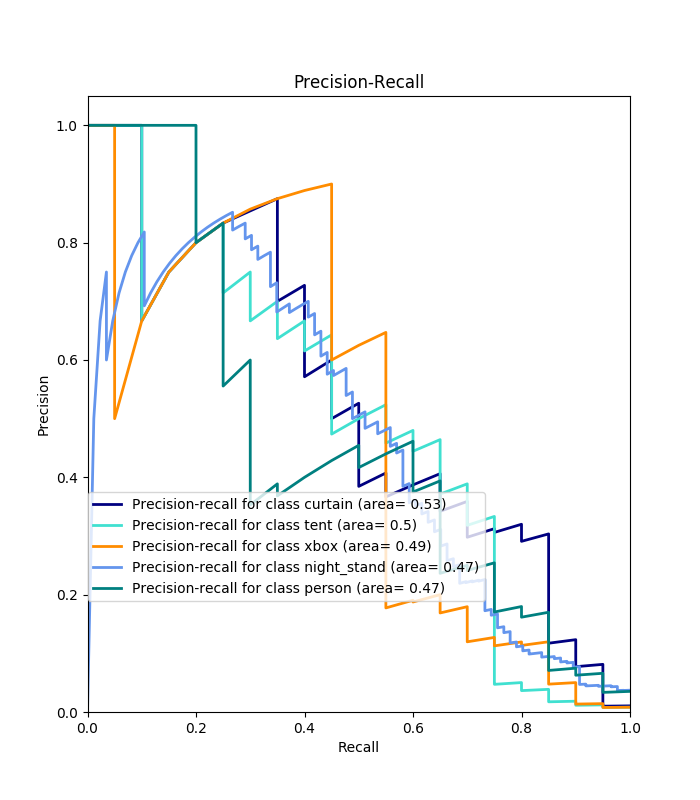 Precision-Recall
1.0
0.8
0.6
0.4
0.2
0.0
Precision
Precision-recall for class curtain (area= 0.53)
Precision-recall for class tent (area= 0.5)
Precision-recall for class xbox (area= 0.49)
Precision-recall for class night_stand (area= 0.47)
Precision-recall for class person (area= 0.47)
0.0 0.2 0.4 0.6 0.8 1.0
Recall